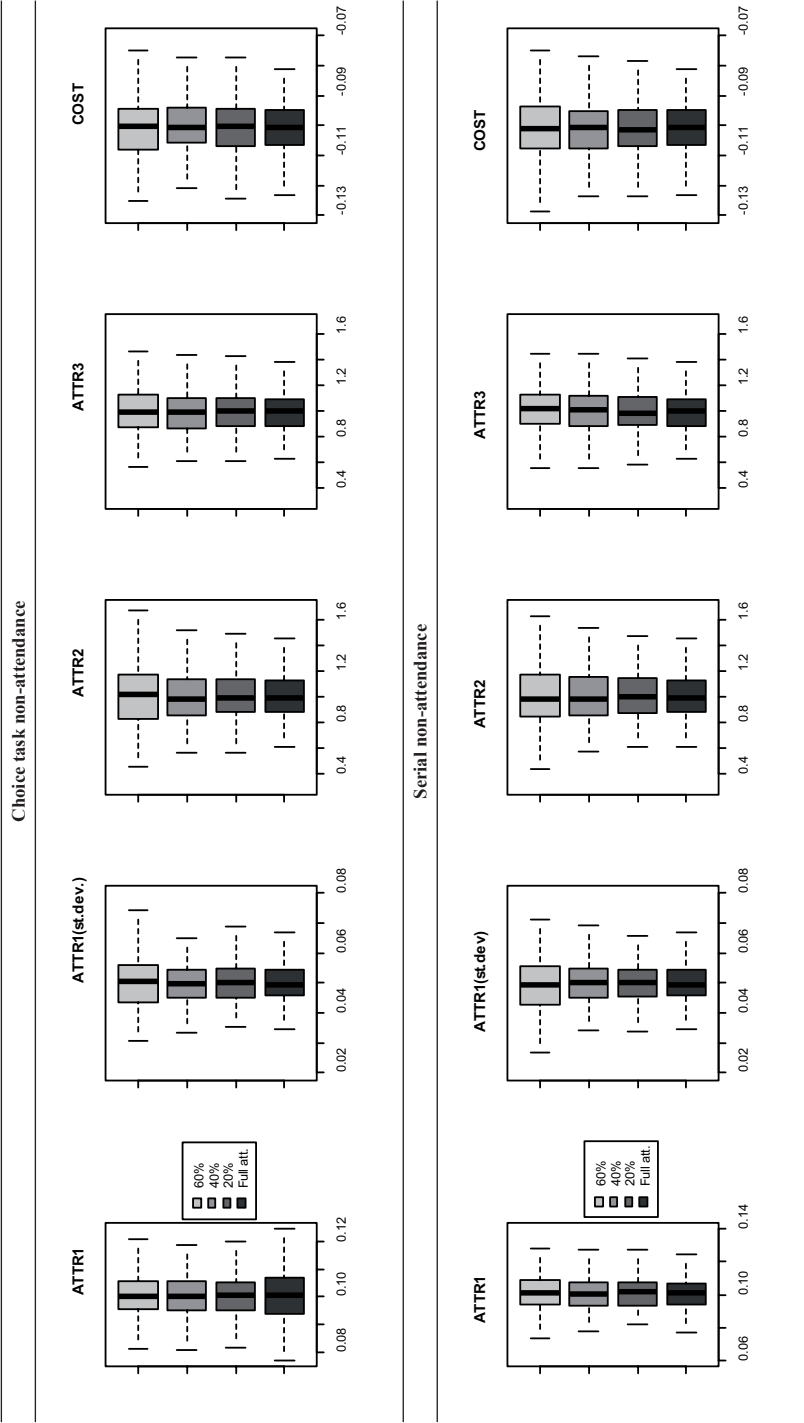 Choice task non-attendance
ATTR1
0.08 0.10 0.12
60%
40%
20%
Full att.
ATTR1(st.dev.)
0.02 0.04 0.06 0.08
ATTR2
0.4 0.8 1.2 1.6
ATTR3
0.4 0.8 1.2 1.6
COST
-0.13 -0.11 -0.09 -0.07
Serial non-attendance
ATTR1
0.06 0.10 0.14
60%
40%
20%
Full att.
ATTR1(st.dev)
0.02 0.04 0.06 0.08
ATTR2
0.4 0.8 1.2 1.6
ATTR3
0.4 0.8 1.2 1.6
COST
-0.13 -0.11 -0.09 -0.07